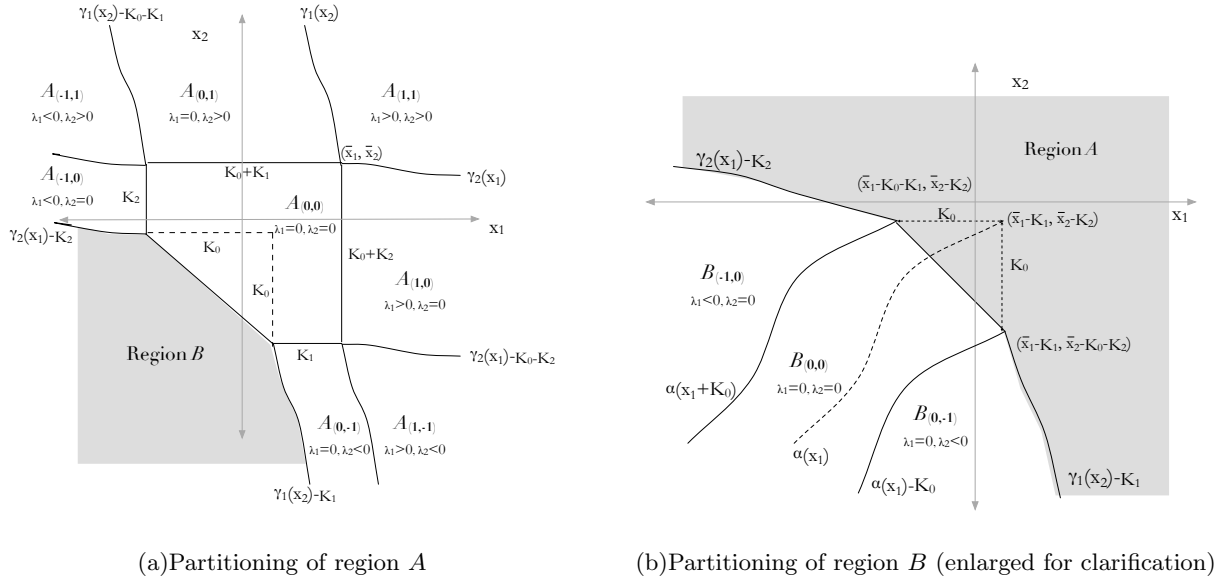 γ₁(x₂)-K₀-K₁
γ₁(x₂)
x₂
A(-1,1)
λ₁<0, λ₂>0
A(0,1)
λ₁=0, λ₂>0
A(1,1)
λ₁>0, λ₂>0
(x̄₁, x̄₂)
K₀+K₁
A(-1,0)
λ₁<0, λ₂=0
K₂
γ₂(x₁)
A(0,0)
λ₁=0, λ₂=0
x₁
γ₂(x₁)-K₂
K₀
K₀+K₂
K₀
A(1,0)
λ₁>0, λ₂=0
Region B
K₁
γ₂(x₁)-K₀-K₂
A(0,-1)
λ₁=0, λ₂<0
A(1,-1)
λ₁>0, λ₂<0
γ₁(x₂)-K₁
(a)Partitioning of region A
x₂
Region A
γ₂(x₁)-K₂
(x̄₁-K₀-K₁, x̄₂-K₂)
x₁
K₀
(x̄₁-K₁, x̄₂-K₂)
K₀
B(-1,0)
λ₁<0, λ₂=0
(x̄₁-K₁, x̄₂-K₀-K₂)
B(0,0)
λ₁=0, λ₂=0
α(x₁+K₀)
B(0,-1)
λ₁=0, λ₂<0
α(x₁)
α(x₁)-K₀
γ₁(x₂)-K₁
(b)Partitioning of region B (enlarged for clarification)